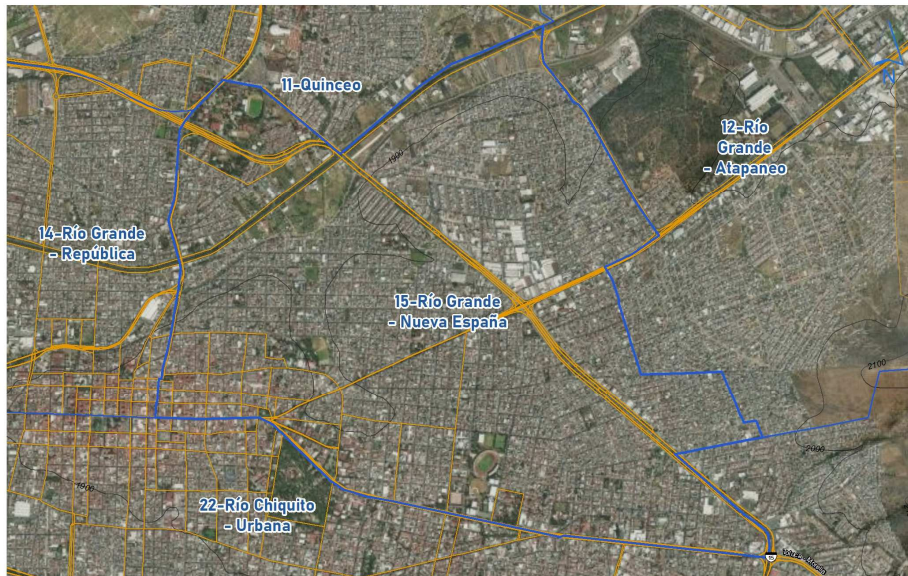 11-Quinceo
1900
12-Río
Grande
- Atapaneo
14-Río Grande
- República
15-Río Grande
- Nueva España
2100
2000
1900
22-Río Chiquito
- Urbana
15